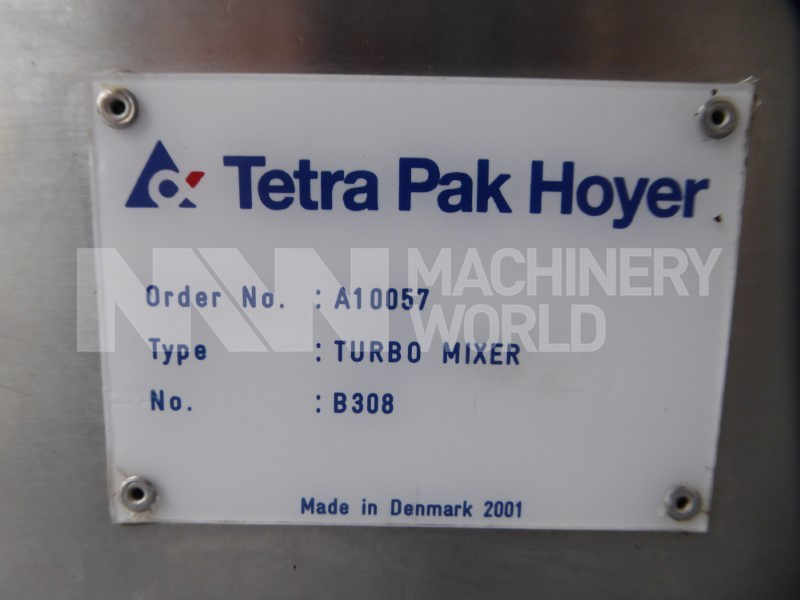 Tetra Pak Hoyer
MACHINERY
WORLD
Order No. : A10057
Type : TURBO MIXER
No. : B308
Made in Denmark 2001